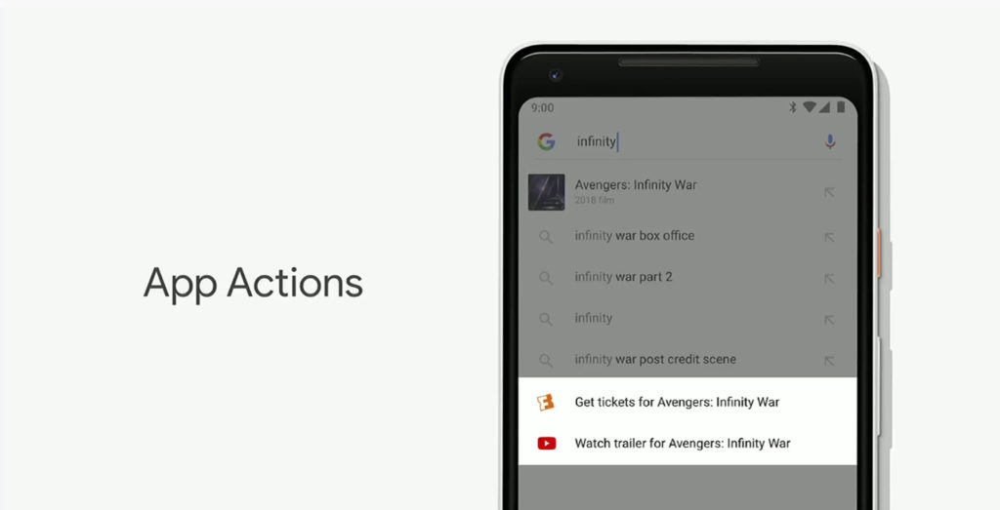 App Actions
9:00
infinity
Avengers: Infinity War
2018 film
infinity war box office
infinity war part 2
infinity
infinity war post credit scene
Get tickets for Avengers: Infinity War
Watch trailer for Avengers: Infinity War